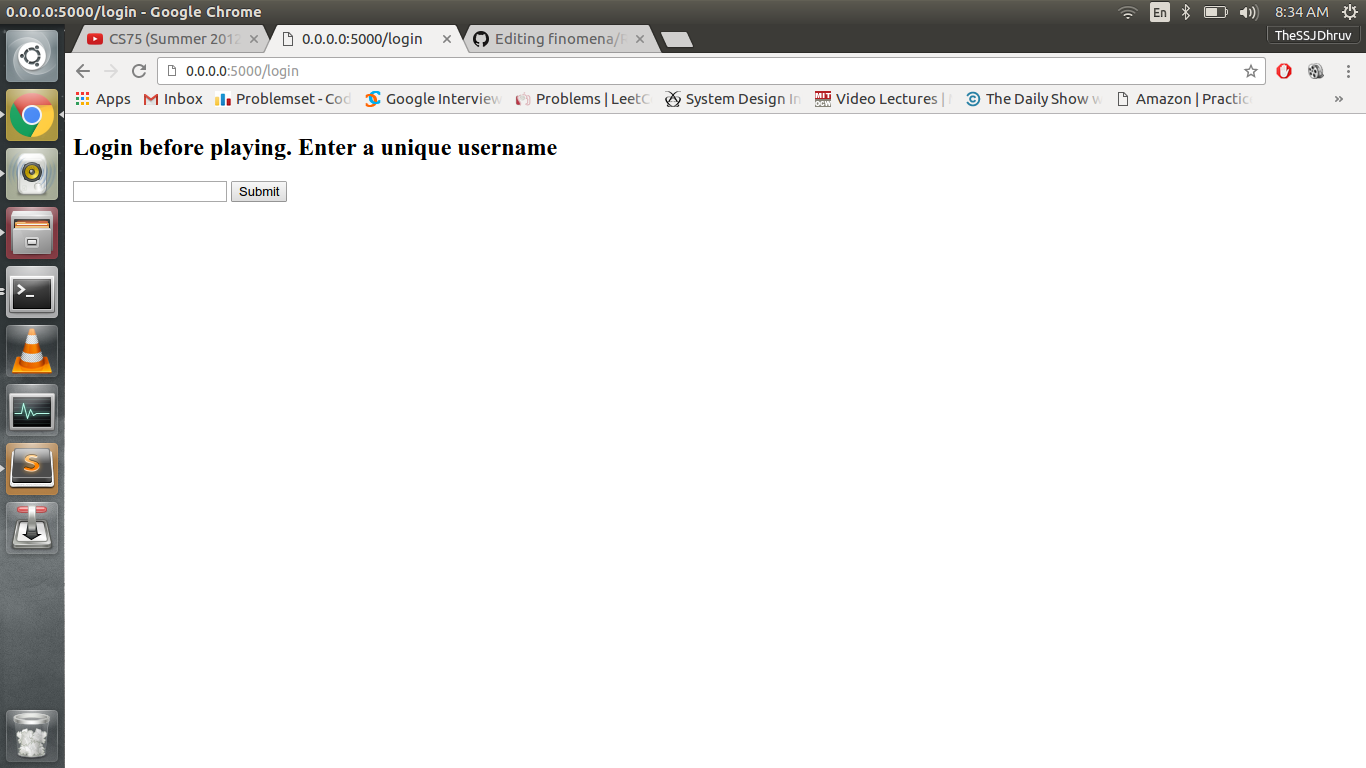 0.0.0.0:5000/login - Google Chrome
En
8:34 AM
TheSSJDhruv
CS75 (Summer 2012
0.0.0.0:5000/login
Editing finomena/
0.0.0.0:5000/login
Apps
Inbox
Problemset - Cod
Google Interview
Problems | LeetC
System Design In
Video Lectures |
The Daily Show w
Amazon | Practic
Login before playing. Enter a unique username
Submit